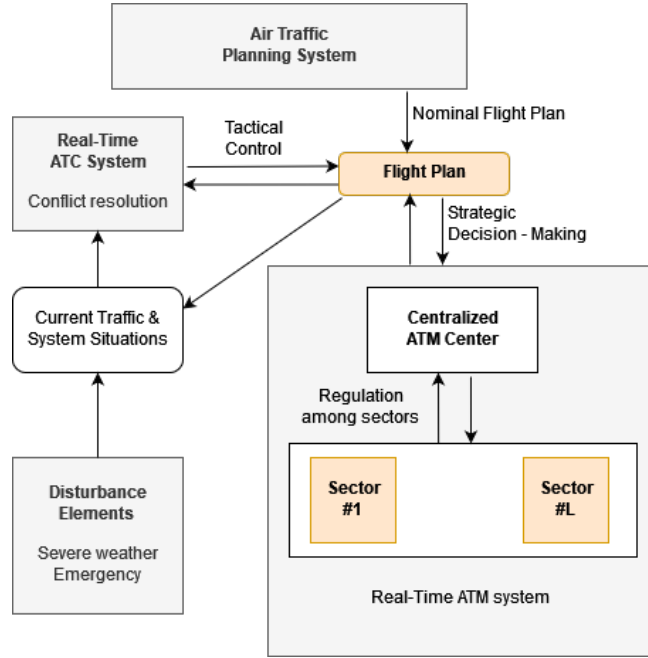 Air Traffic
Planning System
Nominal Flight Plan
Real-Time
ATC System
Conflict resolution
Tactical
Control
Flight Plan
Strategic
Decision - Making
Current Traffic &
System Situations
Centralized
ATM Center
Regulation
among sectors
Disturbance
Elements
Severe weather
Emergency
Sector
#1
Sector
#L
Real-Time ATM system